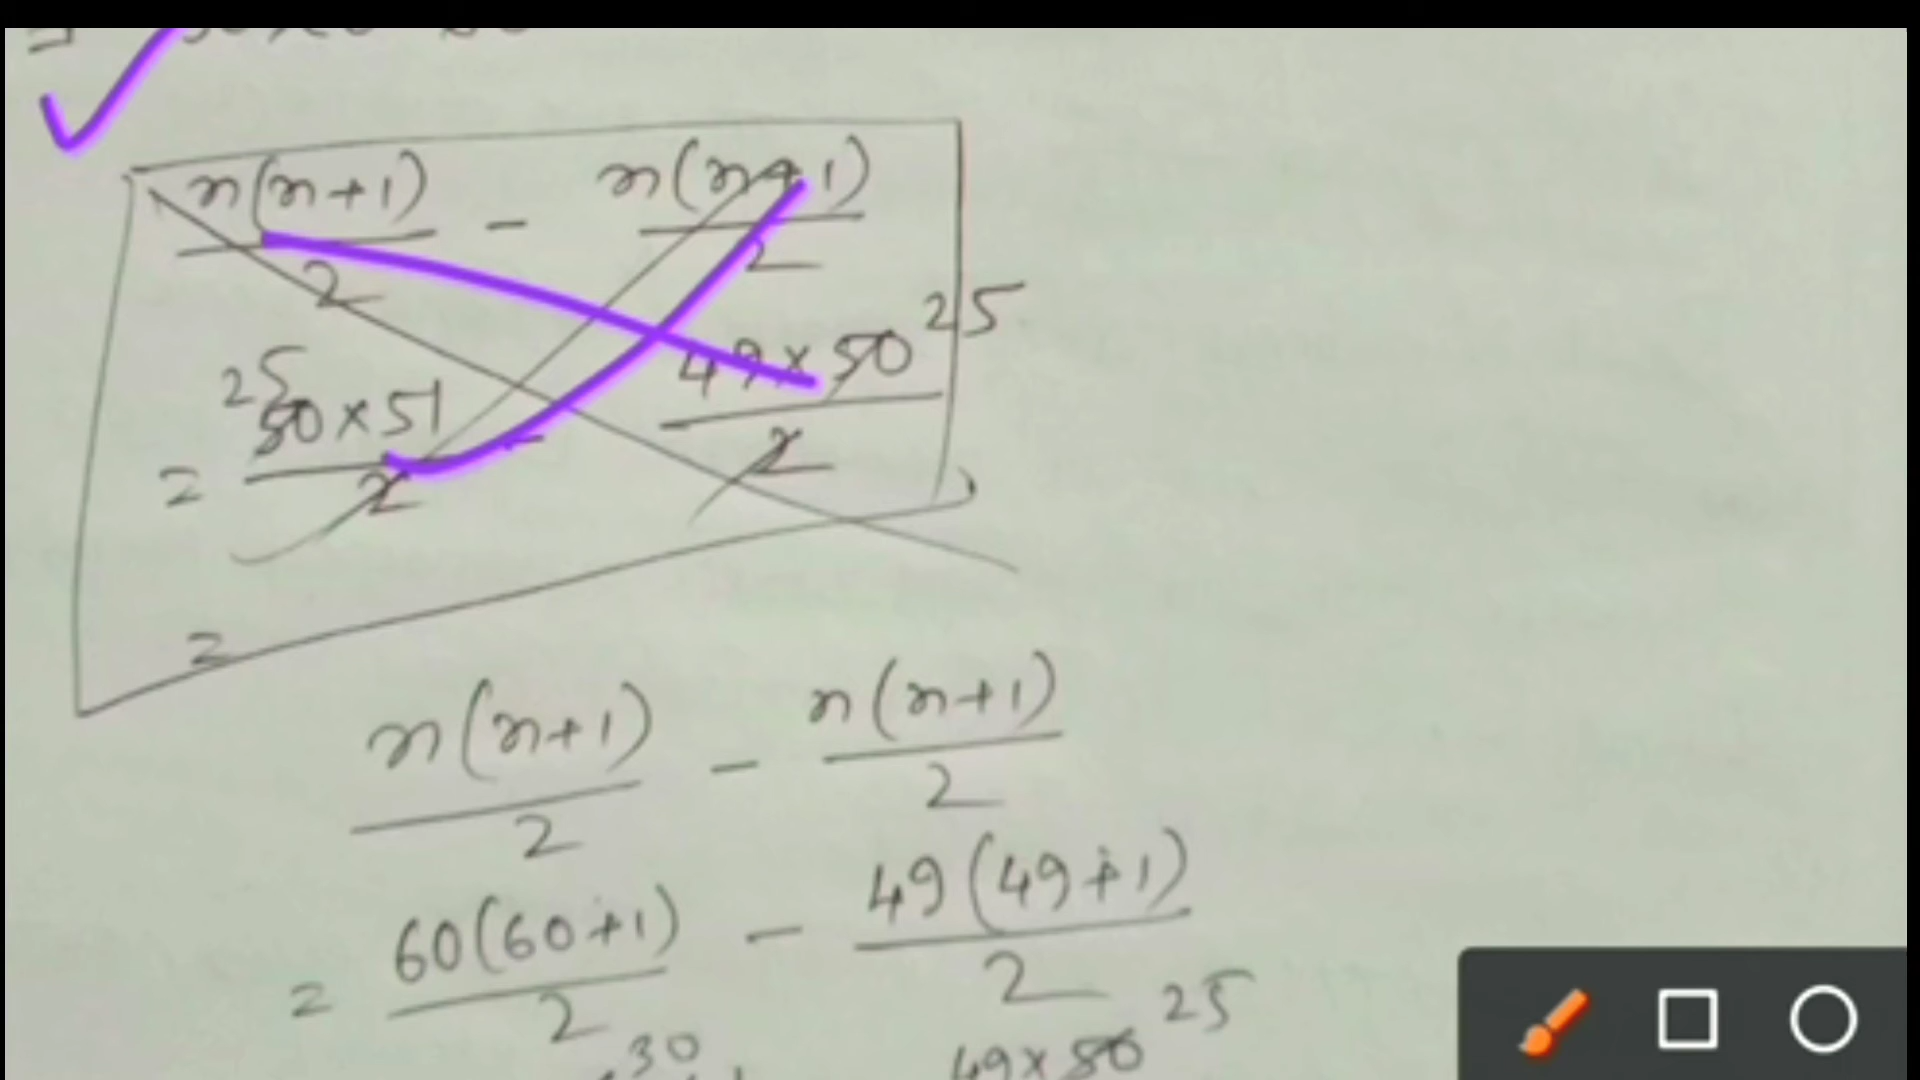 n(n+1)/2 - n(n+1)/2
= 50×51/2 - 49×50/2
25 25
=
n(n+1)/2 - n(n+1)/2
= 60(60+1)/2 - 49(49+1)/2
30 49×50 25